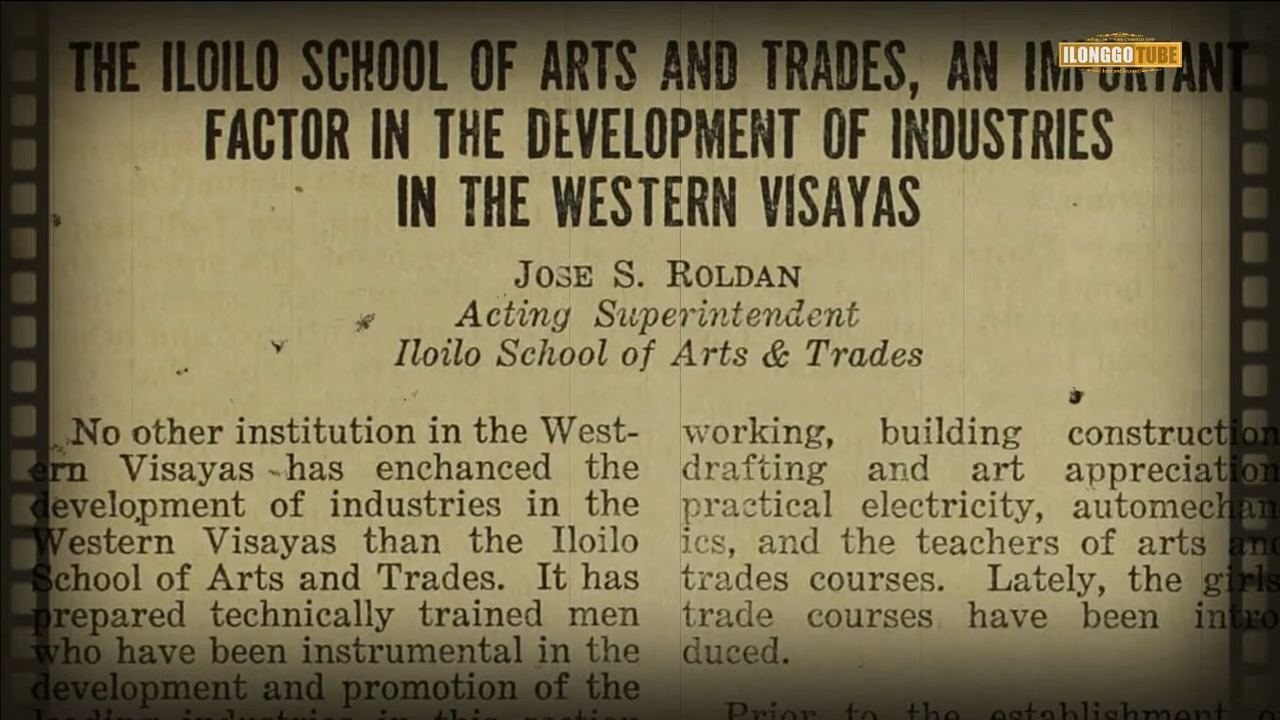 ILONGGOTUBE
THE ILOILO SCHOOL OF ARTS AND TRADES, AN IMPORTANT
FACTOR IN THE DEVELOPMENT OF INDUSTRIES
IN THE WESTERN VISAYAS
JOSE S. ROLDAN
Acting Superintendent
Iloilo School of Arts & Trades
No other institution in the West-
ern Visayas has enchanced the
development of industries in the
Western Visayas than the Iloilo
School of Arts and Trades. It has
prepared technically trained men
who have been instrumental in the
development and promotion of the
working, building construction
drafting and art appreciation
practical electricity, automechan
ics, and the teachers of arts and
trades courses. Lately, the girls
trade courses have been intro
duced.
Prior to the establishment